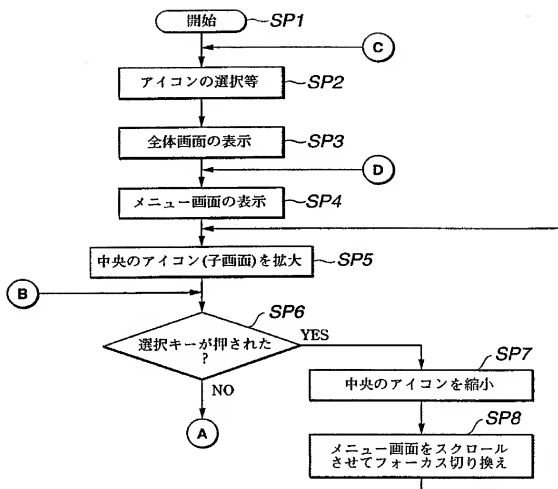 開始
SP1
C
アイコンの選択等
SP2
全体画面の表示
SP3
D
メニュー画面の表示
SP4
中央のアイコン(子画面)を拡大
SP5
B
SP6
選択キーが押された
?
YES
NO
A
SP7
中央のアイコンを縮小
SP8
メニュー画面をスクロール
させてフォーカス切り換え